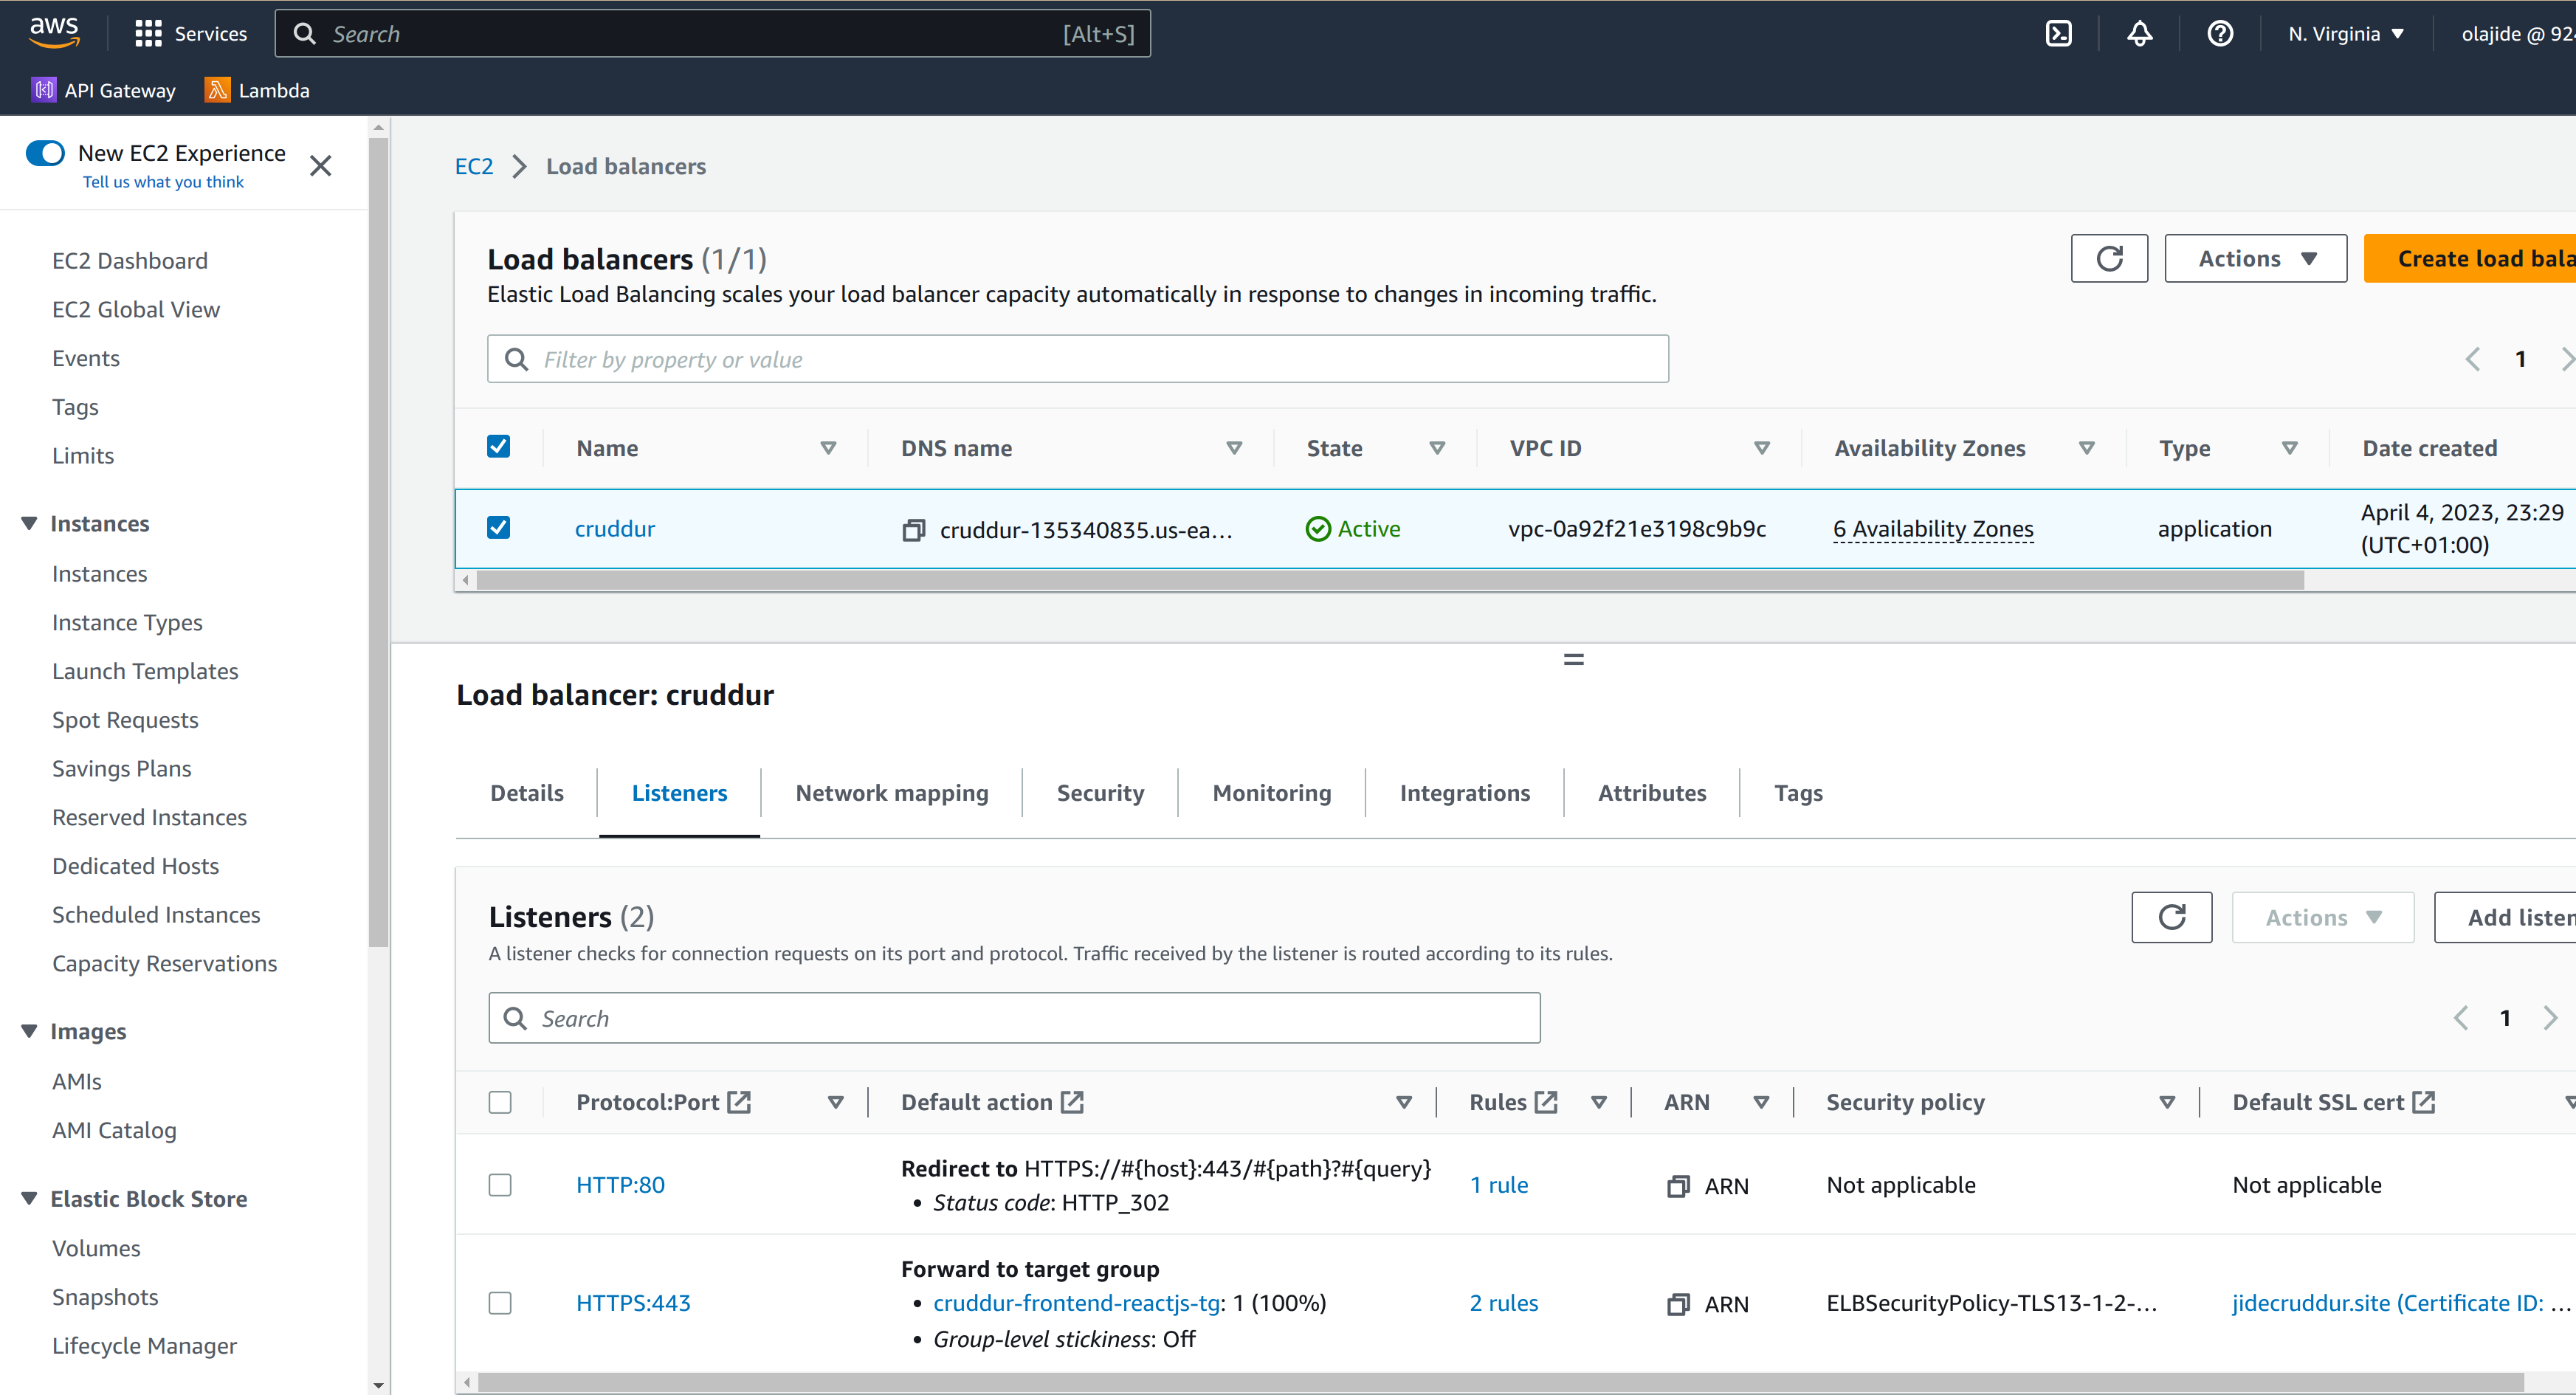 aws
Services
Search
[Alt+S]
N. Virginia
olajide @ 92
API Gateway
Lambda
New EC2 Experience
Tell us what you think
EC2 Dashboard
EC2 Global View
Events
Tags
Limits
Instances
Instances
Instance Types
Launch Templates
Spot Requests
Savings Plans
Reserved Instances
Dedicated Hosts
Scheduled Instances
Capacity Reservations
Images
AMIs
AMI Catalog
Elastic Block Store
Volumes
Snapshots
Lifecycle Manager
EC2 Load balancers
Load balancers (1/1)
Elastic Load Balancing scales your load balancer capacity automatically in response to changes in incoming traffic.
Actions
Create load bala
Filter by property or value
1
Name DNS name State VPC ID Availability Zones Type Date created
cruddur cruddur-135340835.us-ea... Active vpc-0a92f21e3198c9b9c 6 Availability Zones application April 4, 2023, 23:29
(UTC+01:00)
Load balancer: cruddur
Details Listeners Network mapping Security Monitoring Integrations Attributes Tags
Listeners (2)
A listener checks for connection requests on its port and protocol. Traffic received by the listener is routed according to its rules.
Actions
Add listen
Search
1
Protocol:Port Default action Rules ARN Security policy Default SSL cert
HTTP:80 Redirect to HTTPS://#{host}:443/#{path}?#{query} 1 rule ARN Not applicable Not applicable
• Status code: HTTP_302
Forward to target group
HTTPS:443 • cruddur-frontend-reactjs-tg: 1 (100%) 2 rules ARN ELBSecurityPolicy-TLS13-1-2-... jidecruddur.site (Certificate ID: ...
• Group-level stickiness: Off